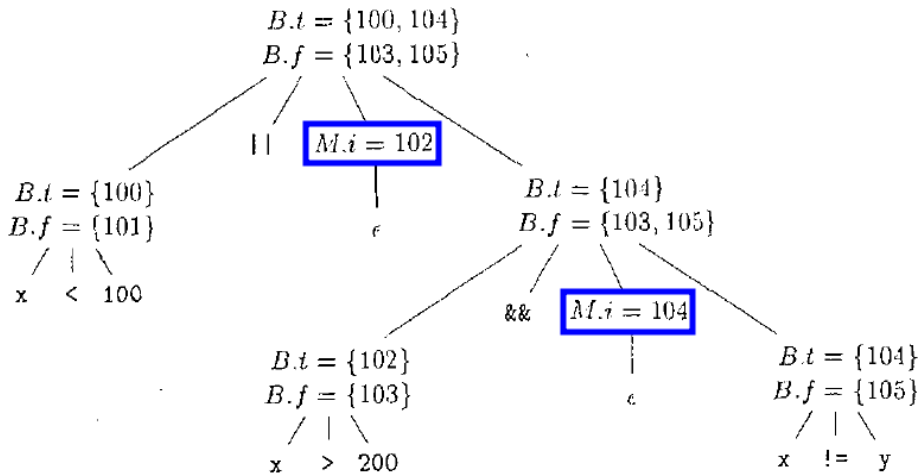 B.t = {100, 104}
B.f = {103, 105}
|| M.i = 102
B.t = {100}
B.f = {101}
ϵ
B.t = {104}
B.f = {103, 105}
x < 100
&& M.i = 104
B.t = {102}
B.f = {103}
ϵ
B.t = {104}
B.f = {105}
x > 200
x != y